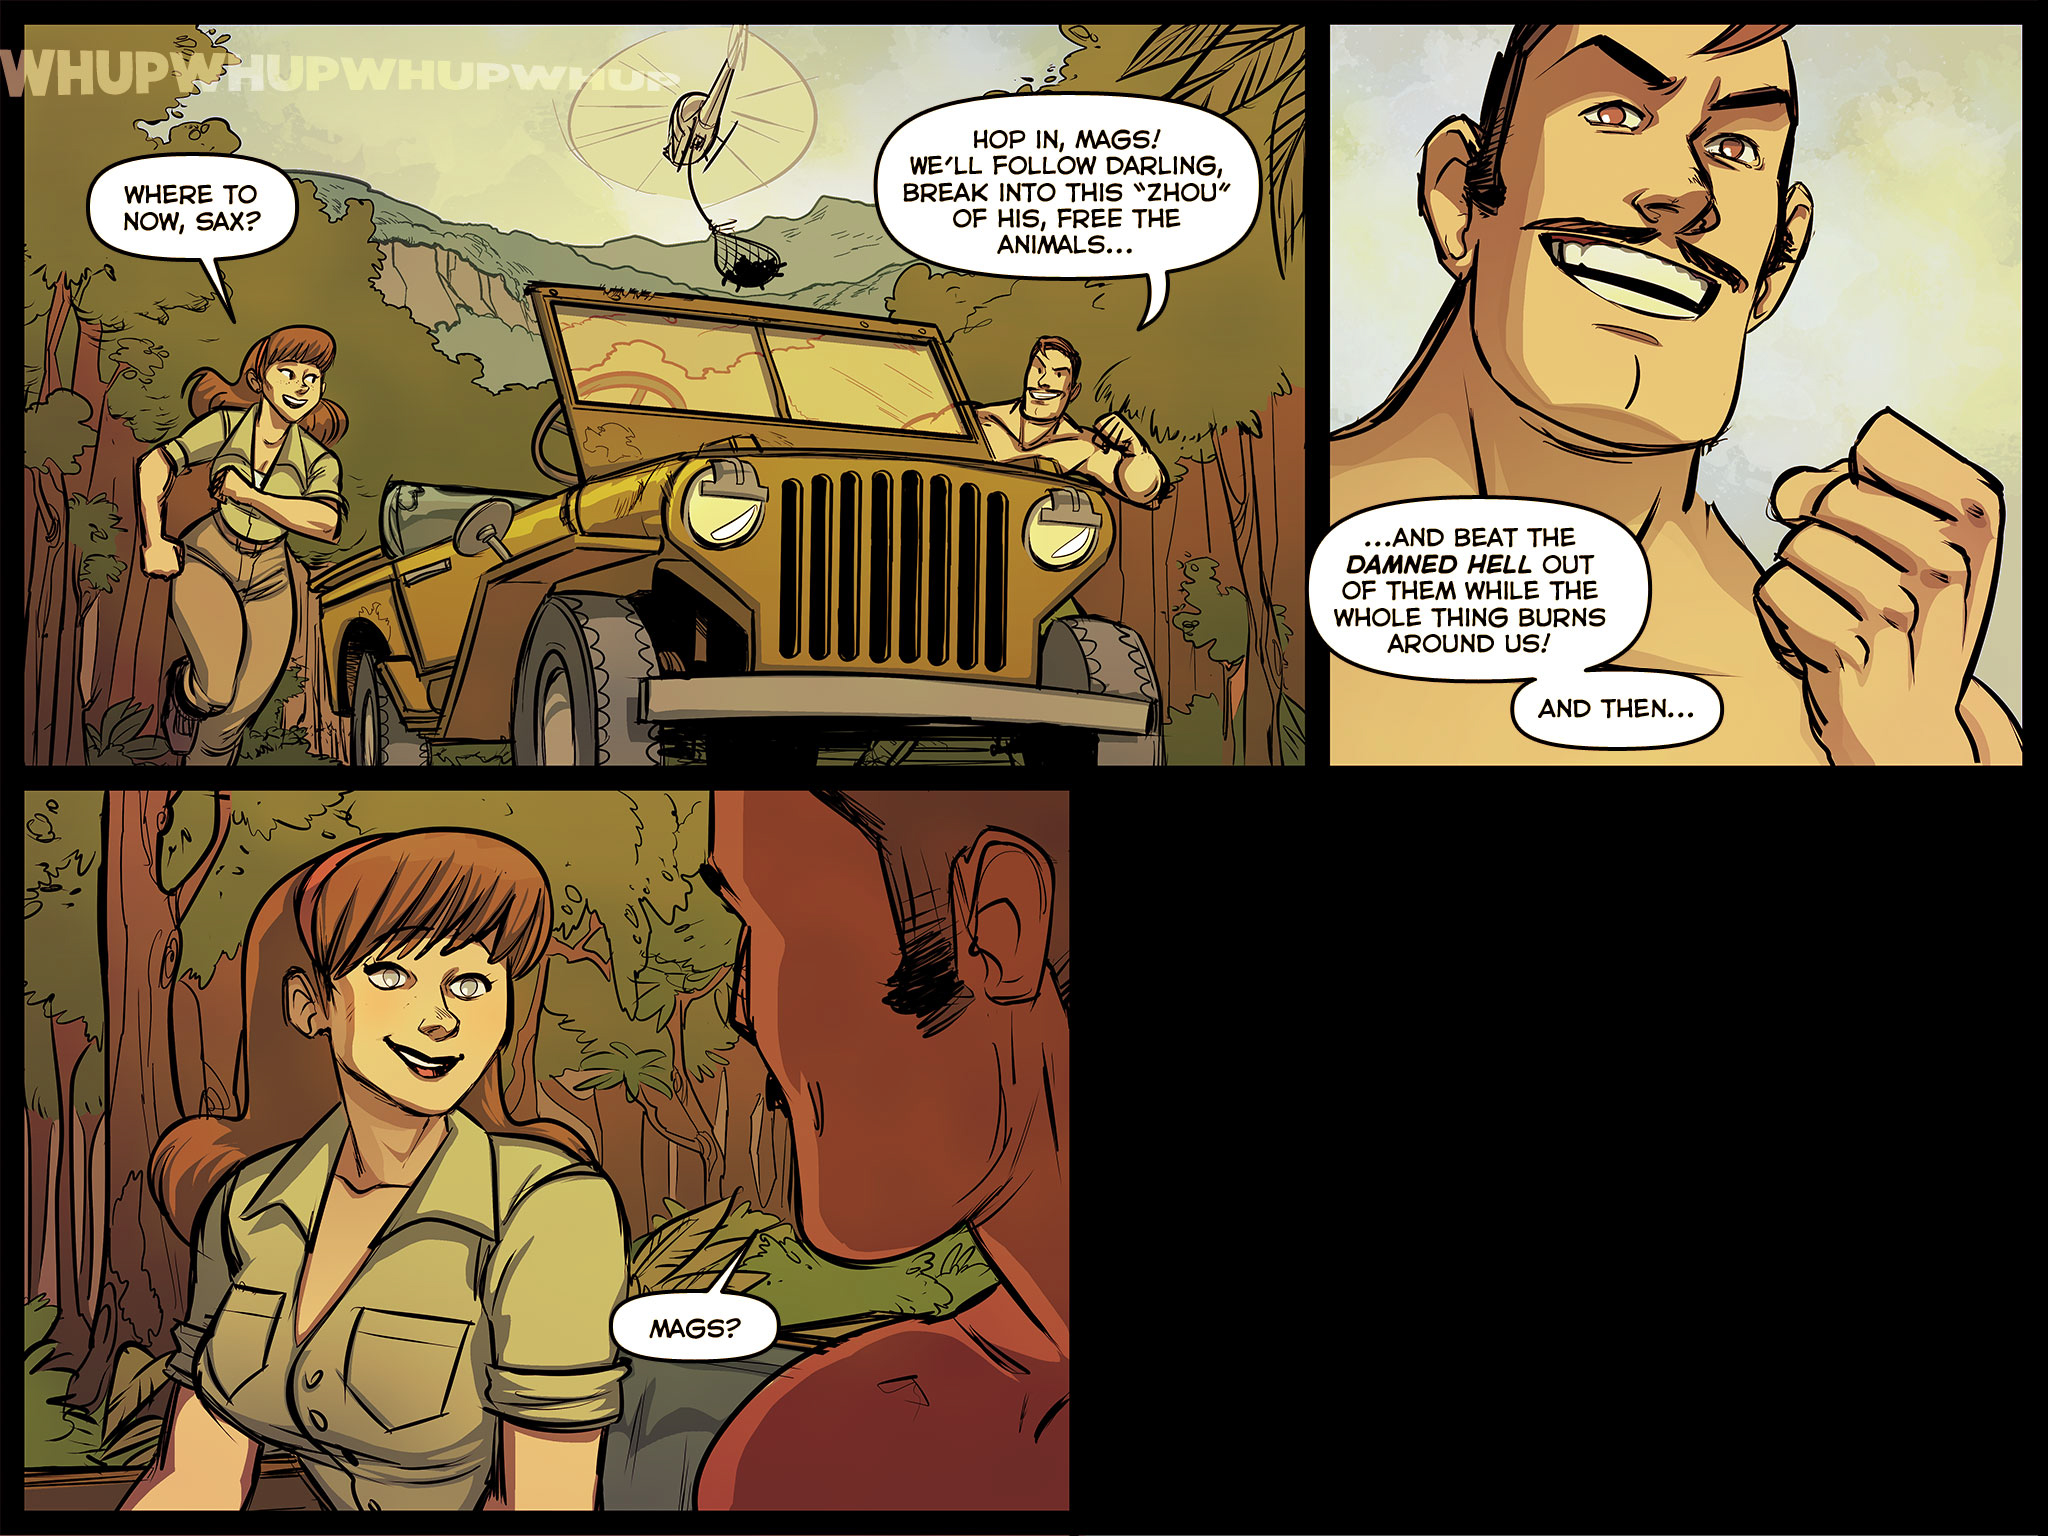 WHUPWHUPWHUPWHUP
WHERE TO
NOW, SAX?
HOP IN, MAGS!
WE'LL FOLLOW DARLING,
BREAK INTO THIS "ZHOU"
OF HIS, FREE THE
ANIMALS...
...AND BEAT THE
DAMNED HELL OUT
OF THEM WHILE THE
WHOLE THING BURNS
AROUND US!
AND THEN...
MAGS?